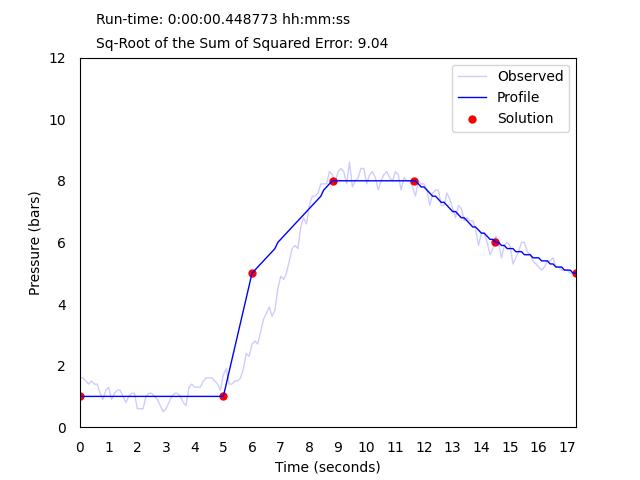 Run-time: 0:00:00.448773 hh:mm:ss
Sq-Root of the Sum of Squared Error: 9.04
12
Observed
Profile
Solution
10
8
6
4
2
0
Pressure (bars)
0 1 2 3 4 5 6 7 8 9 10 11 12 13 14 15 16 17
Time (seconds)